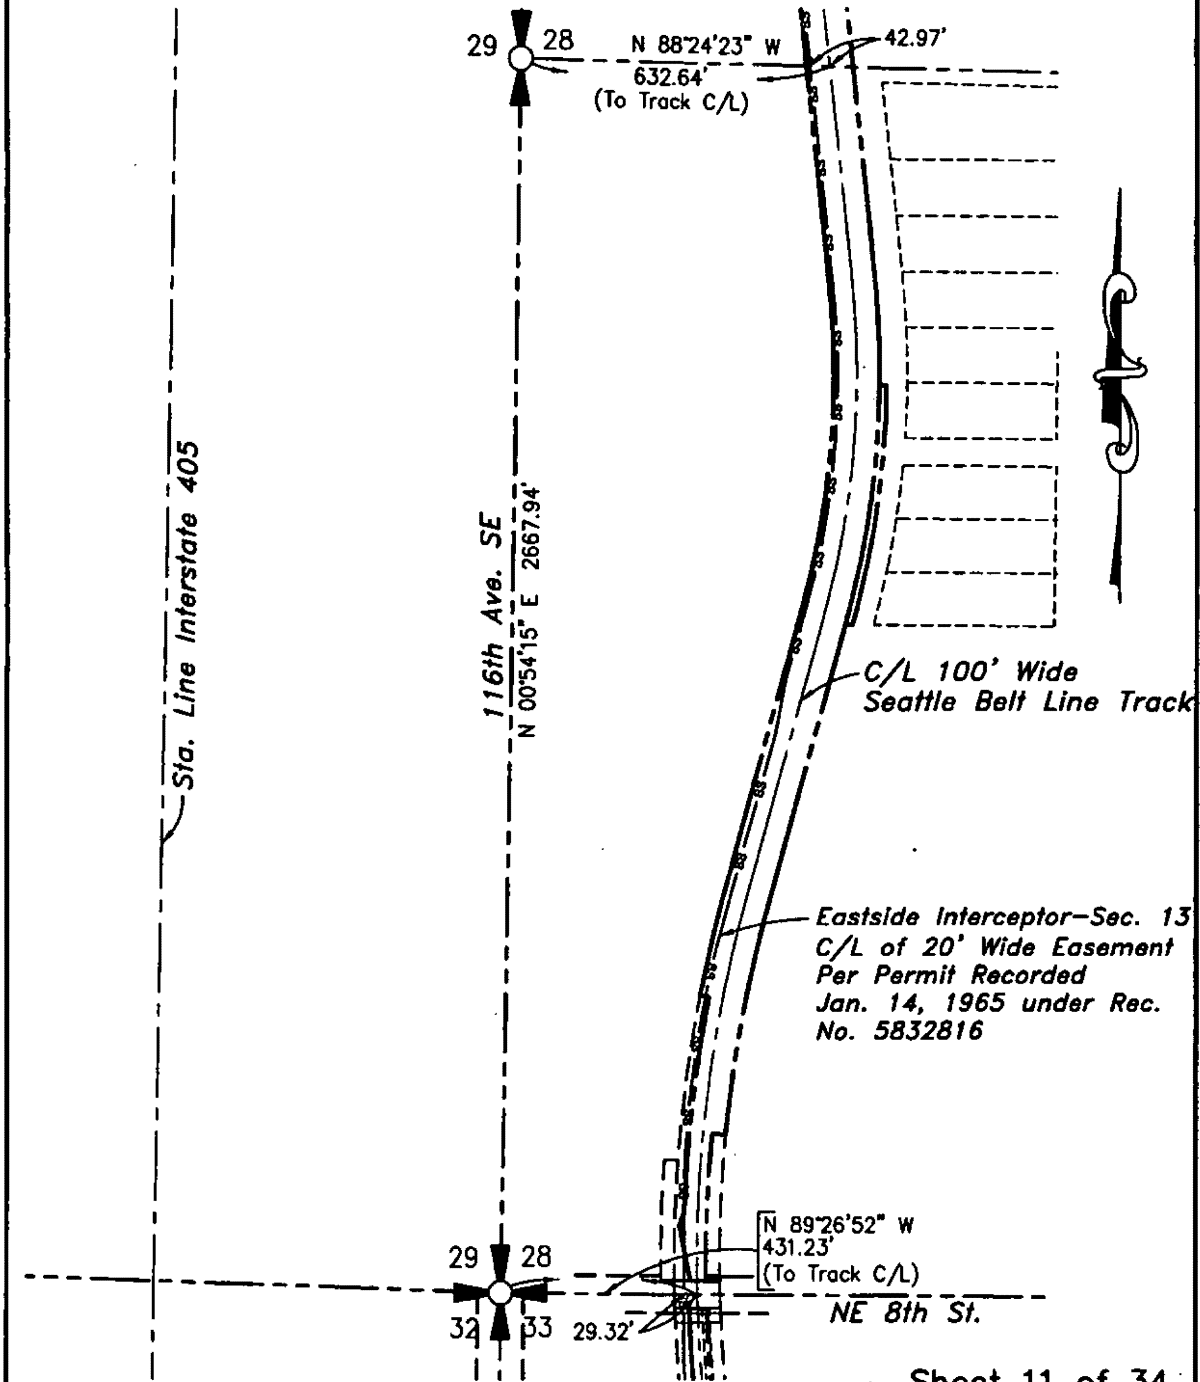 29 28
N 88°24'23" W
632.64'
(To Track C/L)
42.97'
Sta. Line Interstate 405
116th Ave. SE
N 00°54'15" E 2667.94'
C/L 100' Wide
Seattle Belt Line Track
Eastside Interceptor-Sec. 13
C/L of 20' Wide Easement
Per Permit Recorded
Jan. 14, 1965 under Rec.
No. 5832816
29 28
32 33
N 89°26'52" W
431.23'
(To Track C/L)
29.32'
NE 8th St.
Sheet 11 of 34